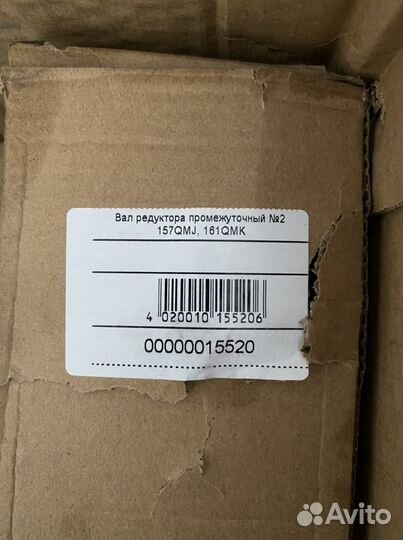 Вал редуктора промежуточный №2
157QMJ, 161QMK
4 020010 155206
00000015520
Avito